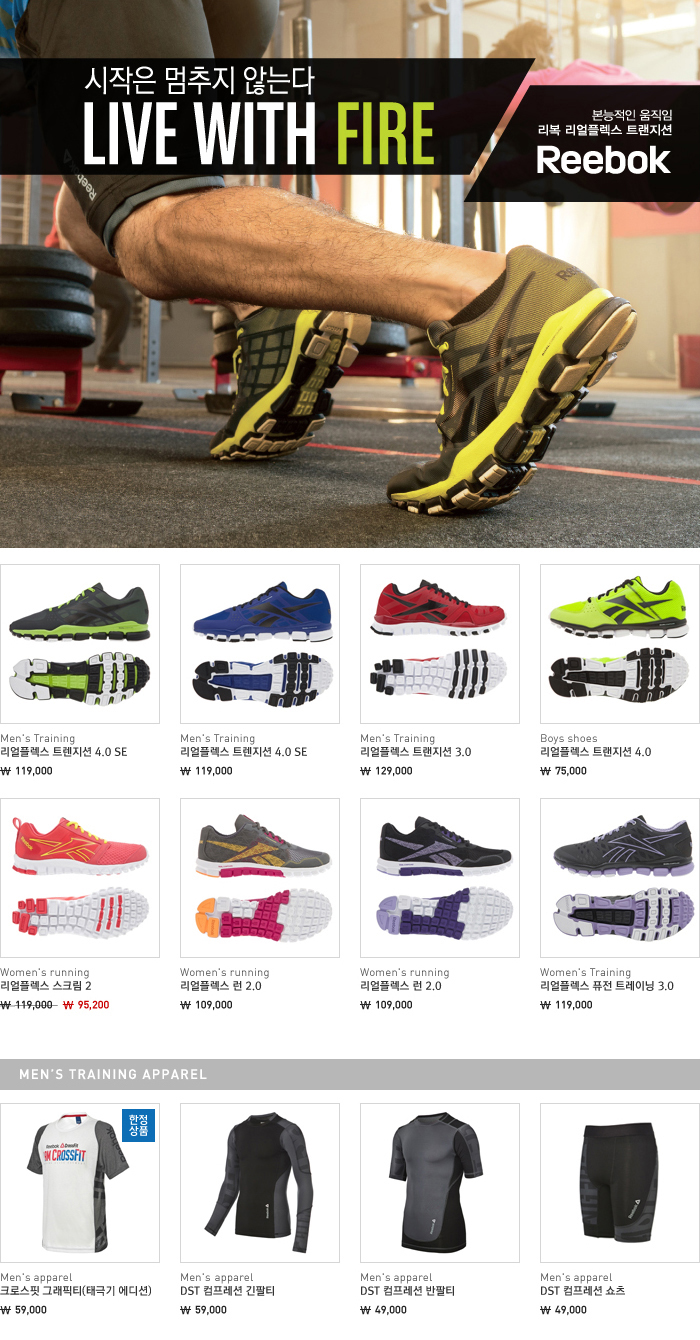 시작은 멈추지 않는다
LIVE WITH FIRE
본능적인 움직임
리복 리얼플렉스 트랜지션
Reebok
Reebok
Reebok
Men's Training
리얼플렉스 트렌지션 4.0 SE
₩ 119,000
Men's Training
리얼플렉스 트렌지션 4.0 SE
₩ 119,000
Men's Training
리얼플렉스 트랜지션 3.0
₩ 129,000
Boys shoes
리얼플렉스 트랜지션 4.0
₩ 75,000
Women's running
리얼플렉스 스크림 2
₩ 119,000 ₩ 95,200
Women's running
리얼플렉스 런 2.0
₩ 109,000
Women's running
리얼플렉스 런 2.0
₩ 109,000
Women's Training
리얼플렉스 퓨전 트레이닝 3.0
₩ 119,000
MEN'S TRAINING APPAREL
한정
상품
Reebok CrossFit
CROSSFIT
Reebok
Reebok
Reebok
Men's apparel
크로스핏 그래픽티(태극기 에디션)
₩ 59,000
Men's apparel
DST 컴프레션 긴팔티
₩ 59,000
Men's apparel
DST 컴프레션 반팔티
₩ 49,000
Men's apparel
DST 컴프레션 쇼츠
₩ 49,000